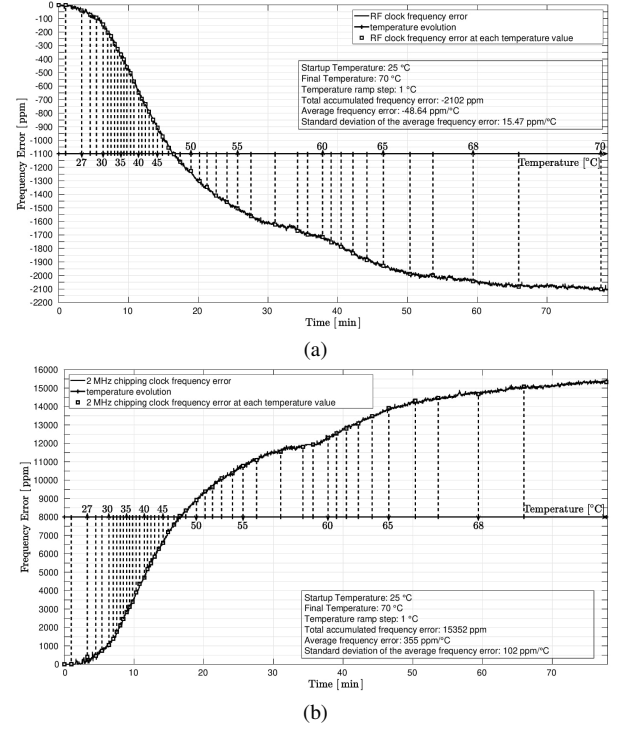 0
-100
-200
-300
-400
-500
-600
-700
-800
-900
-1000
-1100
-1200
-1300
-1400
-1500
-1600
-1700
-1800
-1900
-2000
-2100
-2200
Frequency Error [ppm]
RF clock frequency error
temperature evolution
RF clock frequency error at each temperature value
Startup Temperature: 25 °C
Final Temperature: 70 °C
Temperature ramp step: 1 °C
Total accumulated frequency error: -2102 ppm
Average frequency error: -48.64 ppm/°C
Standard deviation of the average frequency error: 15.47 ppm/°C
50 55 60 65 68 70
27 30 35 40 45
Temperature [°C]
0 10 20 30 40 50 60 70
Time [min]
(a)
16000
15000
14000
13000
12000
11000
10000
9000
8000
7000
6000
5000
4000
3000
2000
1000
0
Frequency Error [ppm]
2 MHz chipping clock frequency error
temperature evolution
2 MHz chipping clock frequency error at each temperature value
27 30 35 40 45
Temperature [°C]
50 55 60 65 68
Startup Temperature: 25 °C
Final Temperature: 70 °C
Temperature ramp step: 1 °C
Total accumulated frequency error: 15352 ppm
Average frequency error: 355 ppm/°C
Standard deviation of the average frequency error: 102 ppm/°C
0 10 20 30 40 50 60 70
Time [min]
(b)